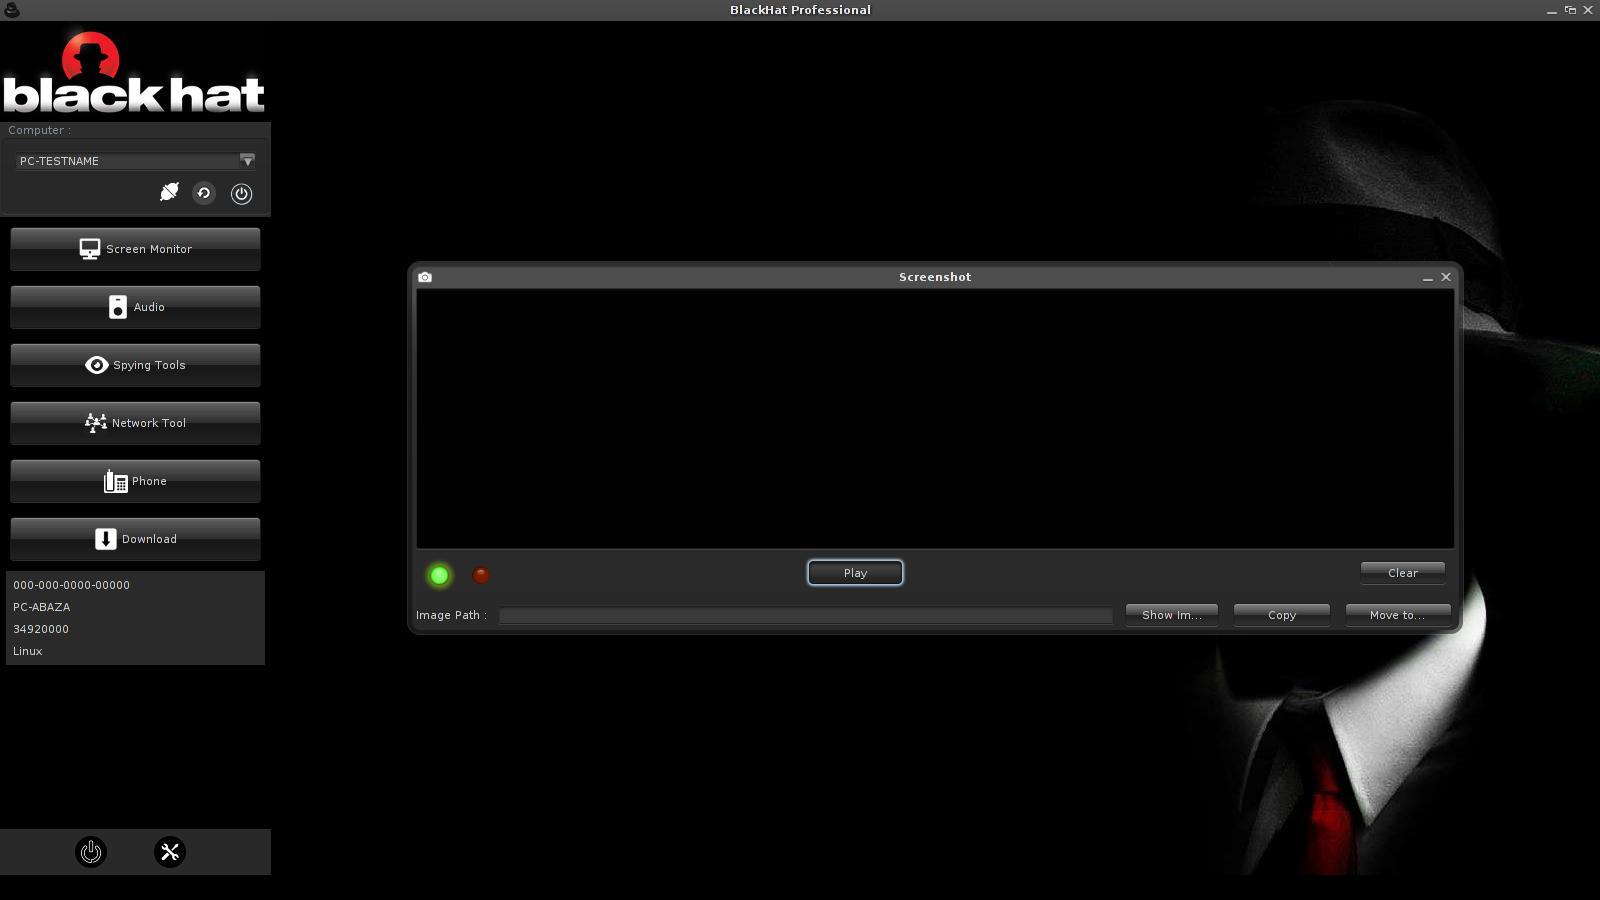 BlackHat Professional
black hat
Computer :
PC-TESTNAME
Screen Monitor
Audio
Spying Tools
Network Tool
Phone
Download
000-000-0000-00000
PC-ABAZA
34920000
Linux
Screenshot
Play
Clear
Image Path :
Show Im...
Copy
Move to...